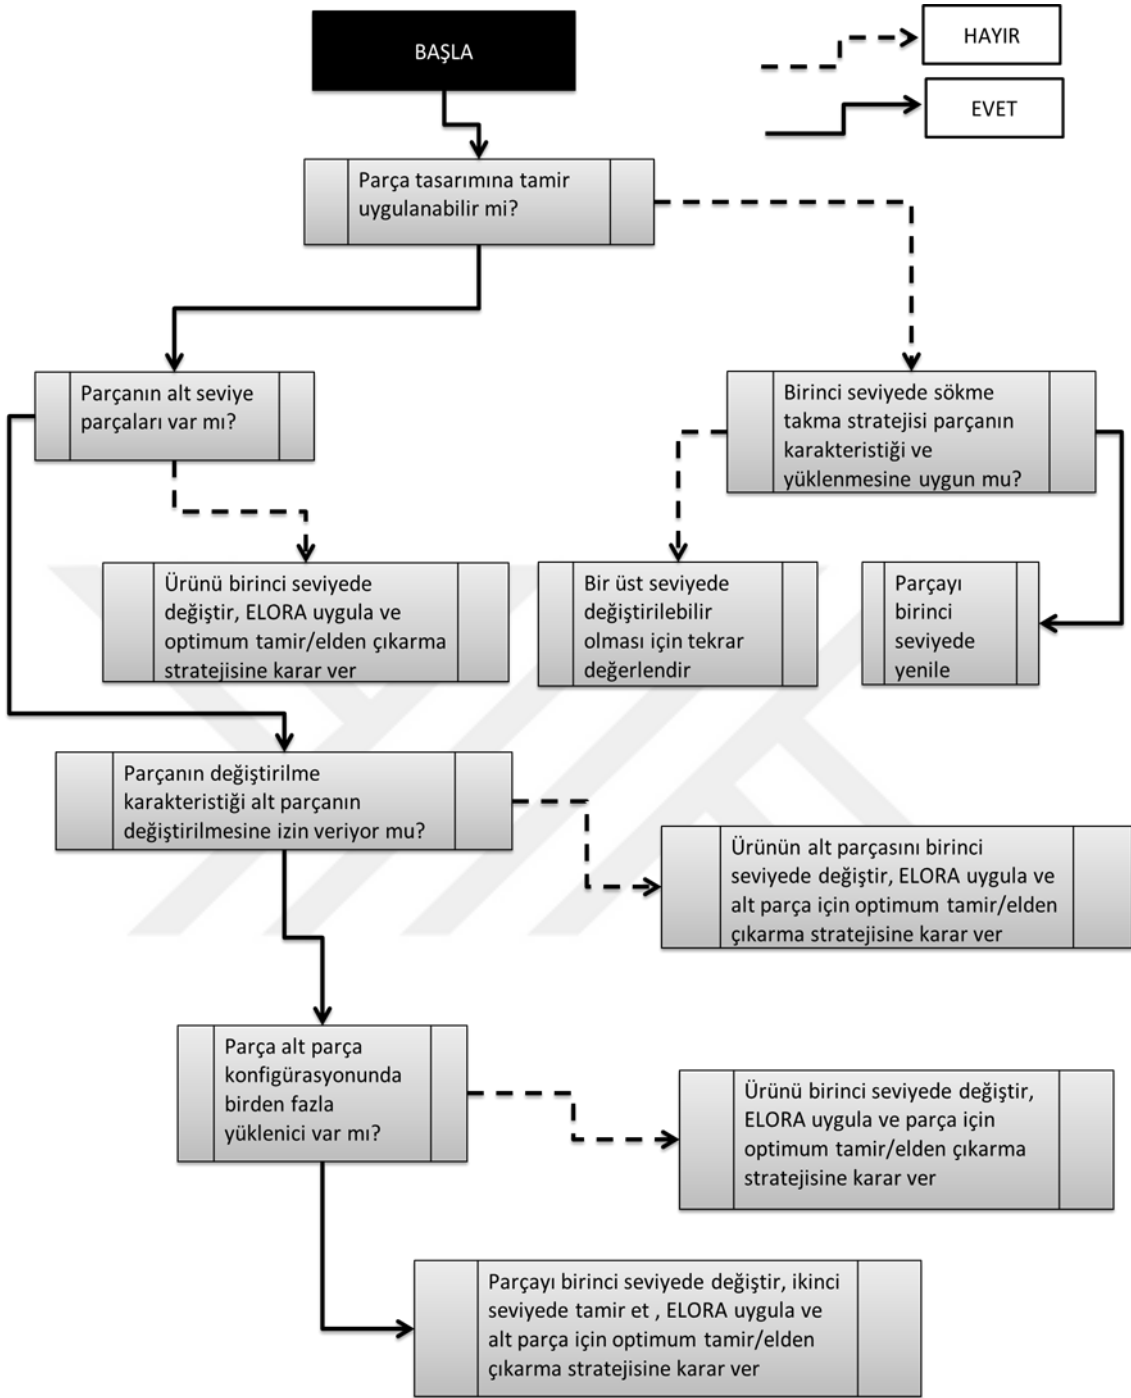 BAŞLA
HAYIR
EVET
Parça tasarımına tamir
uygulanabilir mi?
Parçanın alt seviye
parçaları var mı?
Birinci seviyede sökme
takma stratejisi parçanın
karakteristiği ve
yüklenmesine uygun mu?
Ürünü birinci seviyede
değiştir, ELORA uygula ve
optimum tamir/elden çıkarma
stratejisine karar ver
Bir üst seviyede
değiştirilebilir
olması için tekrar
değerlendir
Parçayı
birinci
seviyede
yenile
Parçanın değiştirilme
karakteristiği alt parçanın
değiştirilmesine izin veriyor mu?
Ürünün alt parçasını birinci
seviyede değiştir, ELORA uygula ve
alt parça için optimum tamir/elden
çıkarma stratejisine karar ver
Parça alt parça
konfigürasyonunda
birden fazla
yüklenici var mı?
Ürünü birinci seviyede değiştir,
ELORA uygula ve parça için
optimum tamir/elden çıkarma
stratejisine karar ver
Parçayı birinci seviyede değiştir, ikinci
seviyede tamir et , ELORA uygula ve
alt parça için optimum tamir/elden
çıkarma stratejisine karar ver